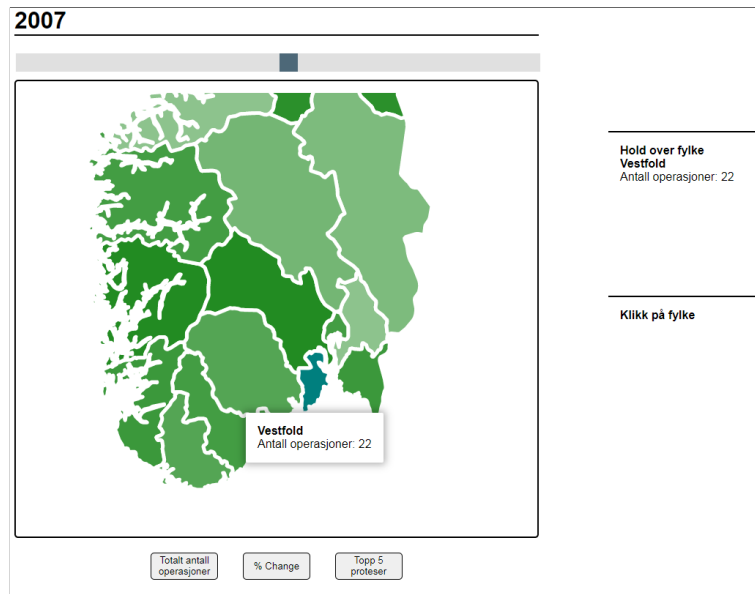 2007
Hold over fylke
Vestfold
Antall operasjoner: 22
Klikk på fylke
Vestfold
Antall operasjoner: 22
Totalt antall
operasjoner
% Change
Topp 5
proteser